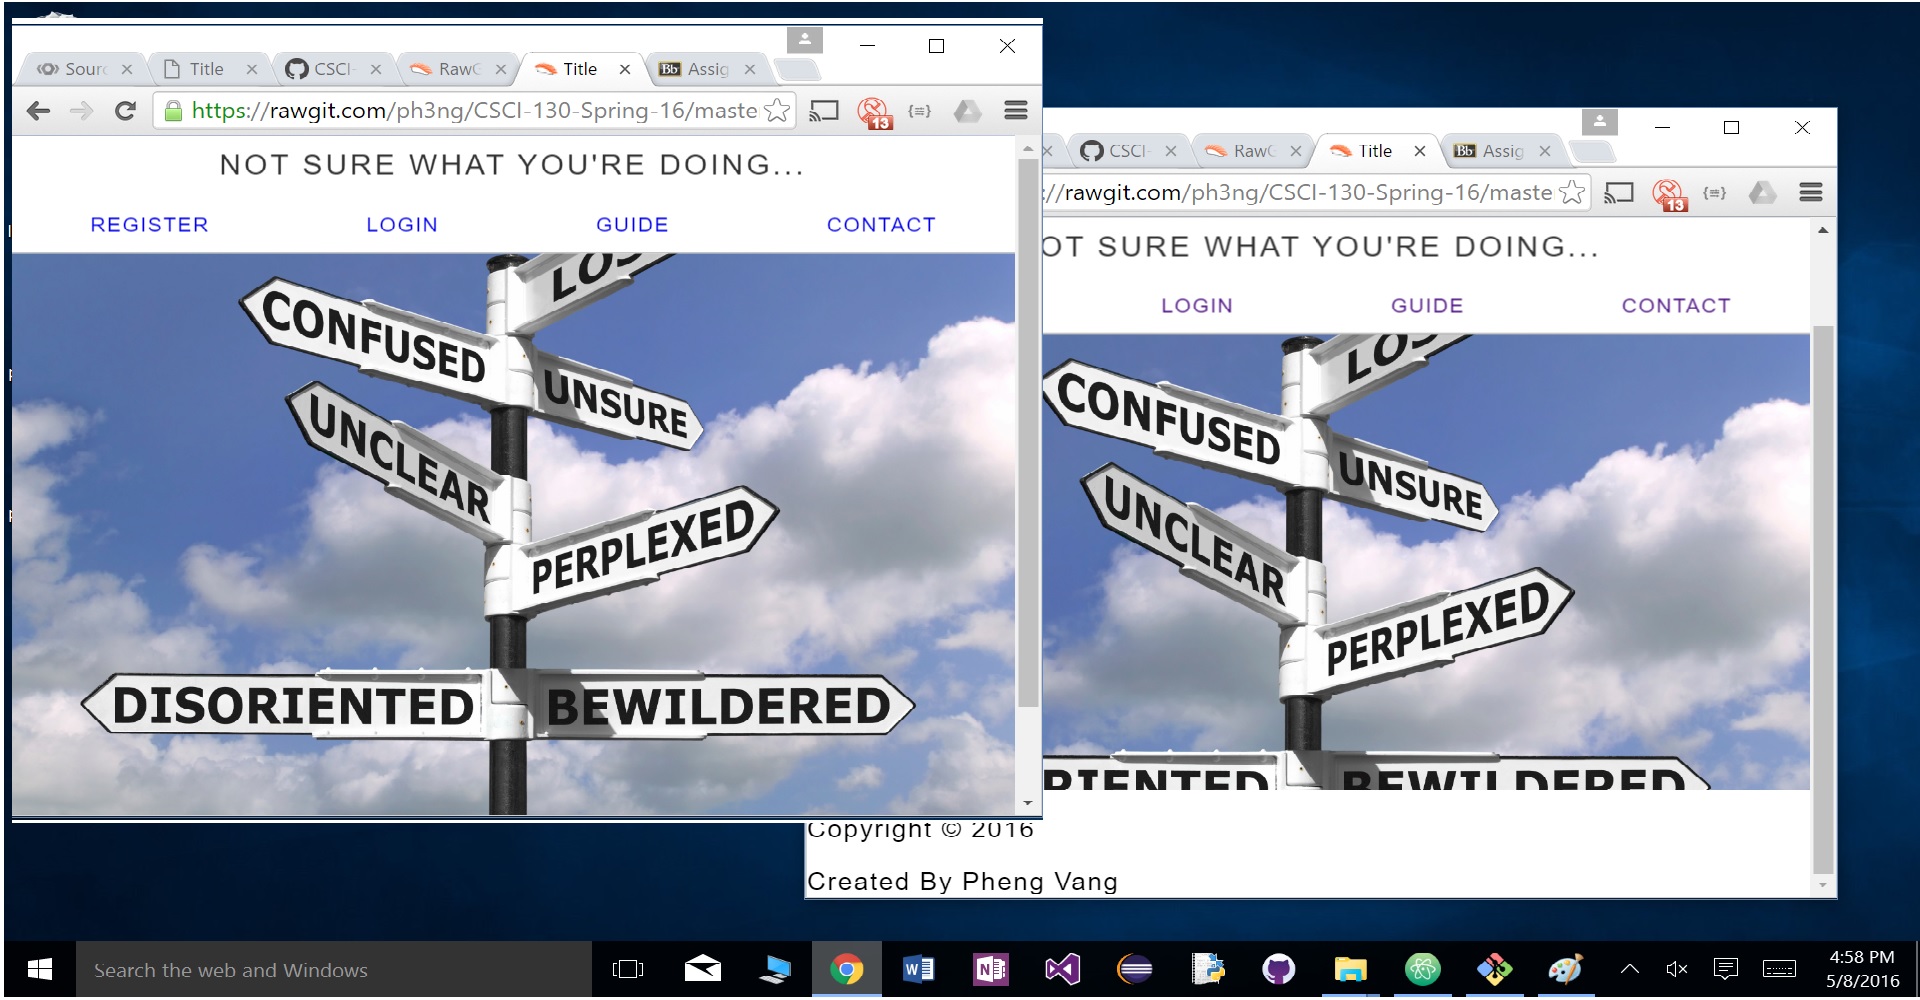 Sourc
Title
CSCI-
RawG
Title
Bb Assig
https://rawgit.com/ph3ng/CSCI-130-Spring-16/maste
13
NOT SURE WHAT YOU'RE DOING...
REGISTER LOGIN GUIDE CONTACT
LOS
CONFUSED
UNSURE
UNCLEAR
PERPLEXED
DISORIENTED BEWILDERED
CSCI-
RawG
Title
Bb Assig
://rawgit.com/ph3ng/CSCI-130-Spring-16/maste
13
OT SURE WHAT YOU'RE DOING...
LOGIN GUIDE CONTACT
LOS
CONFUSED
UNSURE
UNCLEAR
PERPLEXED
RIENTED BEWILDERED
Copyright © 2016
Created By Pheng Vang
Search the web and Windows
4:58 PM
5/8/2016